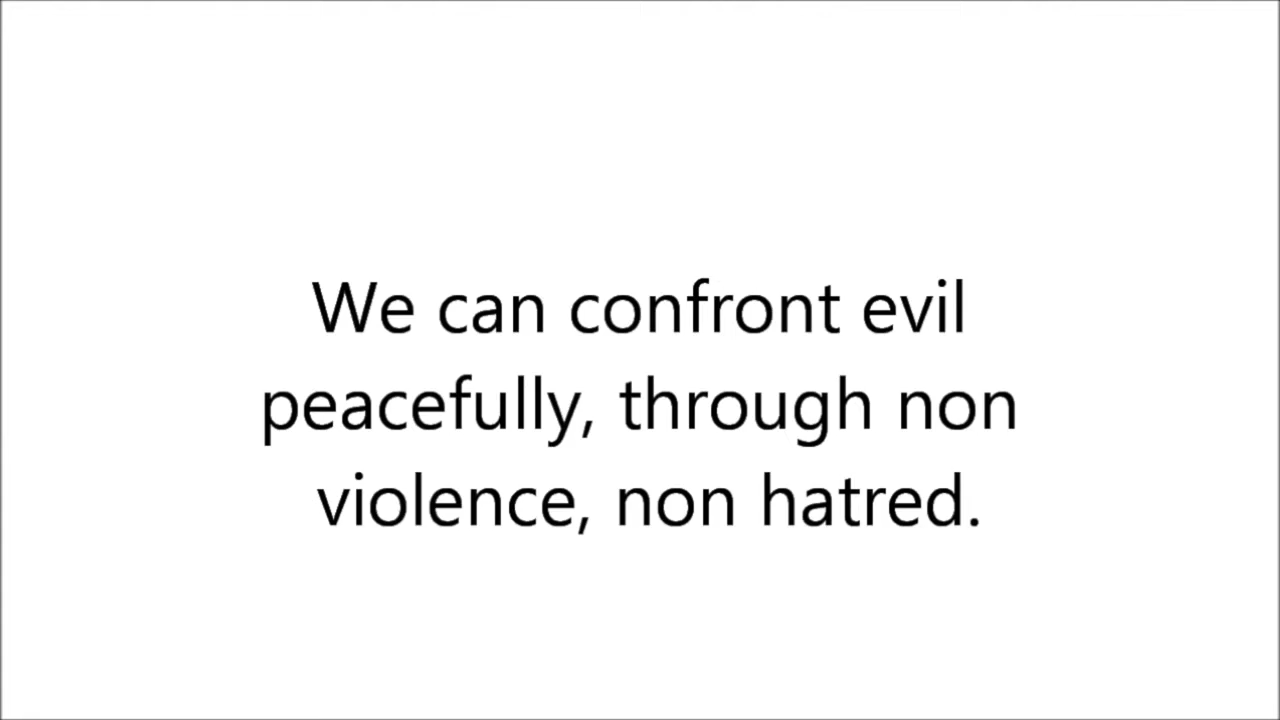 We can confront evil
peacefully, through non
violence, non hatred.